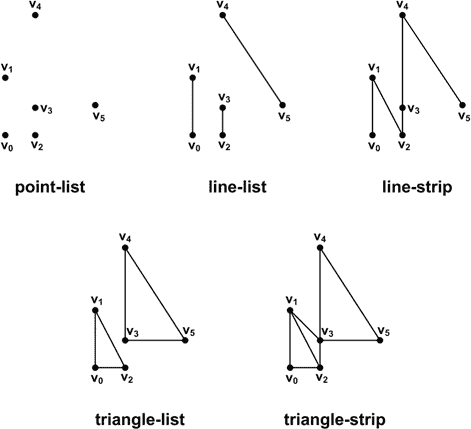 v4 v4 v4
v1 v1 v1
v3 v3 v3
v5 v5 v5
v0 v2 v0 v2 v0 v2
point-list line-list line-strip
v4 v4
v1 v1
v3 v5 v3 v5
v0 v2 v0 v2
triangle-list triangle-strip